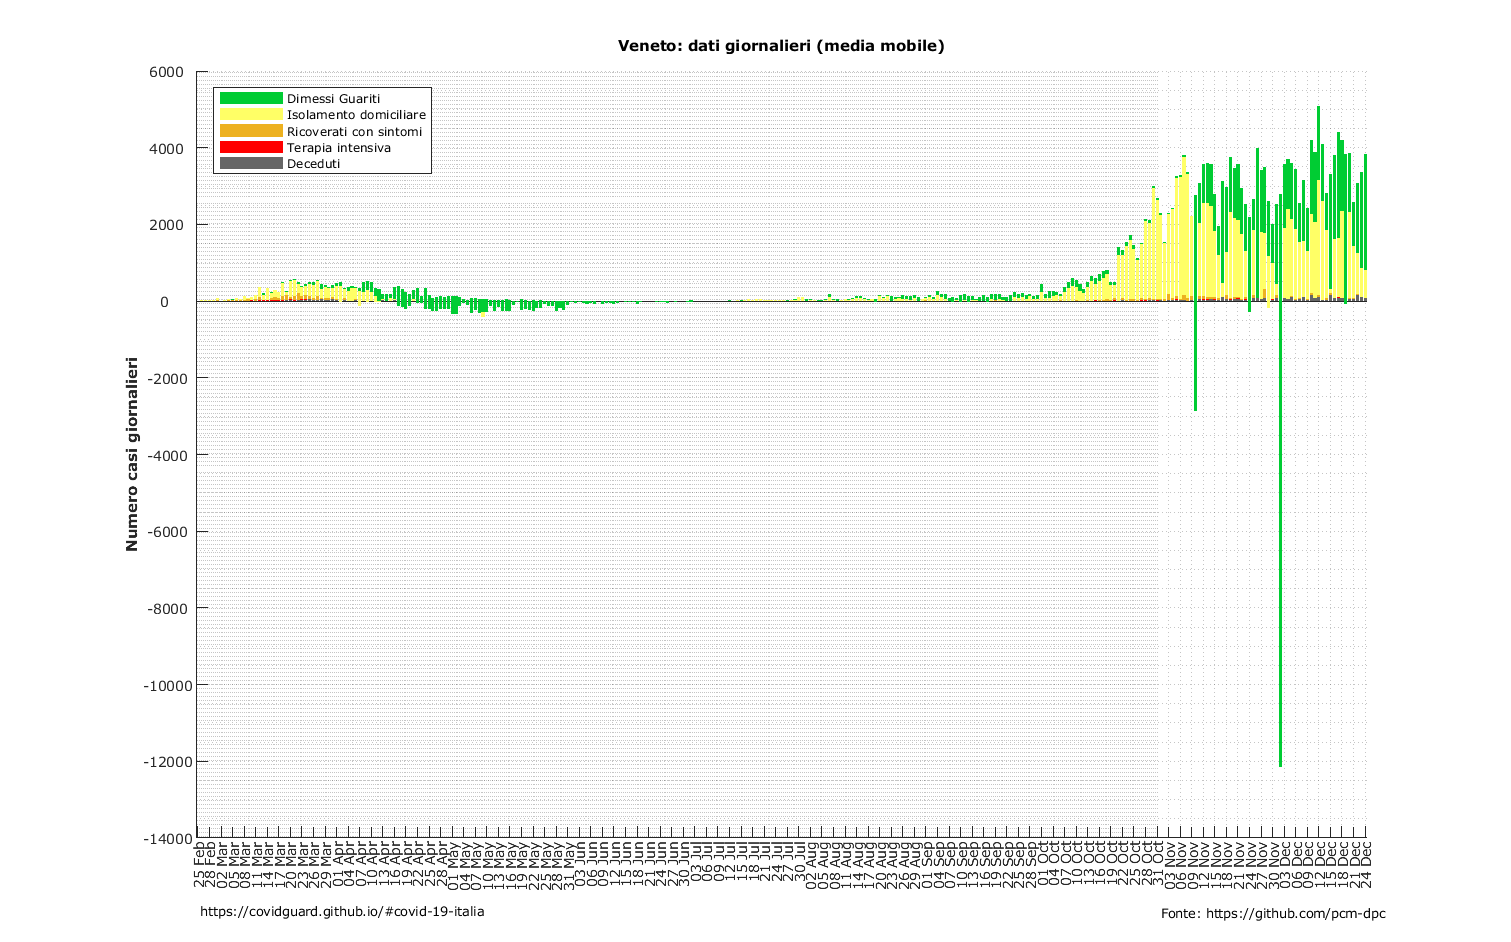 Veneto: dati giornalieri (media mobile)
6000
4000
2000
0
-2000
-4000
-6000
-8000
-10000
-12000
-14000
Dimessi Guariti
Isolamento domiciliare
Ricoverati con sintomi
Terapia intensiva
Deceduti
Numero casi giornalieri
25 Feb
28 Feb
02 Mar
05 Mar
08 Mar
11 Mar
14 Mar
17 Mar
20 Mar
23 Mar
26 Mar
29 Mar
01 Apr
04 Apr
07 Apr
10 Apr
13 Apr
16 Apr
19 Apr
22 Apr
25 Apr
28 Apr
01 May
04 May
07 May
10 May
13 May
16 May
19 May
22 May
25 May
28 May
31 May
03 Jun
06 Jun
09 Jun
12 Jun
15 Jun
18 Jun
21 Jun
24 Jun
27 Jun
30 Jun
03 Jul
06 Jul
09 Jul
12 Jul
15 Jul
18 Jul
21 Jul
24 Jul
27 Jul
30 Jul
02 Aug
05 Aug
08 Aug
11 Aug
14 Aug
17 Aug
20 Aug
23 Aug
26 Aug
29 Aug
01 Sep
04 Sep
07 Sep
10 Sep
13 Sep
16 Sep
19 Sep
22 Sep
25 Sep
28 Sep
01 Oct
04 Oct
07 Oct
10 Oct
13 Oct
16 Oct
19 Oct
22 Oct
25 Oct
28 Oct
31 Oct
03 Nov
06 Nov
09 Nov
12 Nov
15 Nov
18 Nov
21 Nov
24 Nov
27 Nov
30 Nov
03 Dec
06 Dec
09 Dec
12 Dec
15 Dec
18 Dec
21 Dec
24 Dec
https://covidguard.github.io/#covid-19-italia
Fonte: https://github.com/pcm-dpc